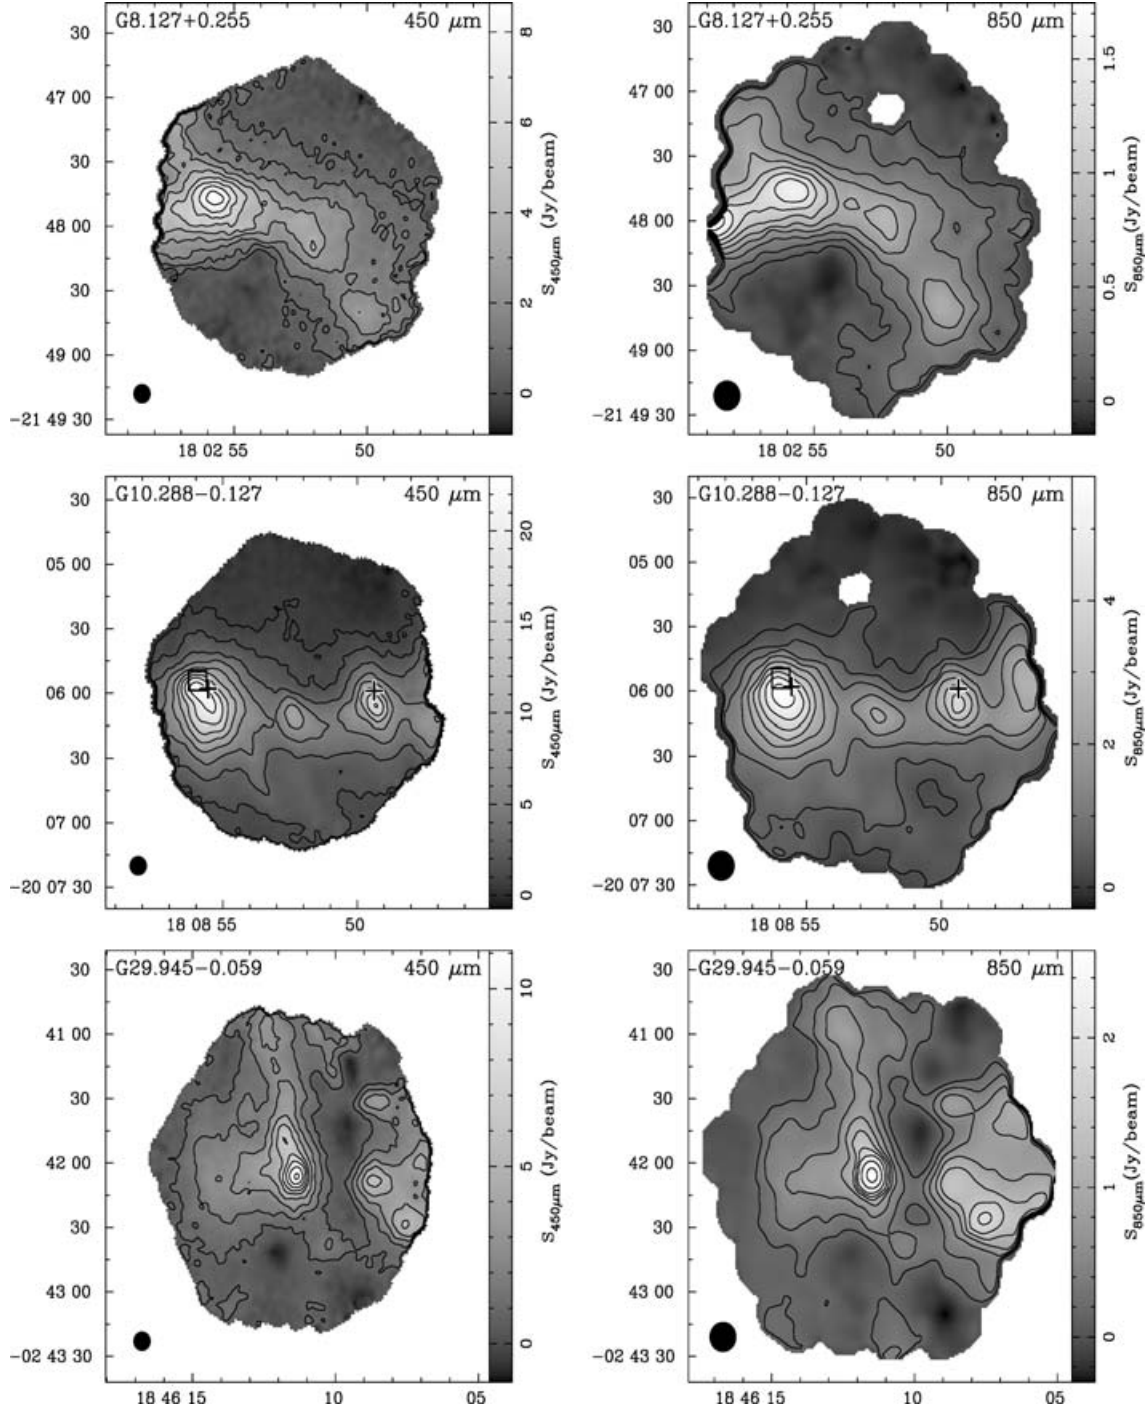 G8.127+0.255 450 μm
30
47 00
30
48 00
30
49 00
−21 49 30
18 02 55 50
0 2 4 6 8
S450μm (Jy/beam)
G8.127+0.255 850 μm
30
47 00
30
48 00
30
49 00
−21 49 30
18 02 55 50
0 0.5 1 1.5
S850μm (Jy/beam)
G10.288−0.127 450 μm
30
05 00
30
06 00
30
07 00
−20 07 30
18 08 55 50
0 5 10 15 20
S450μm (Jy/beam)
G10.288−0.127 850 μm
30
05 00
30
06 00
30
07 00
−20 07 30
18 08 55 50
0 2 4
S850μm (Jy/beam)
G29.945−0.059 450 μm
30
41 00
30
42 00
30
43 00
−02 43 30
18 46 15 10 05
0 5 10
S450μm (Jy/beam)
G29.945−0.059 850 μm
30
41 00
30
42 00
30
43 00
−02 43 30
18 46 15 10 05
0 1 2
S850μm (Jy/beam)